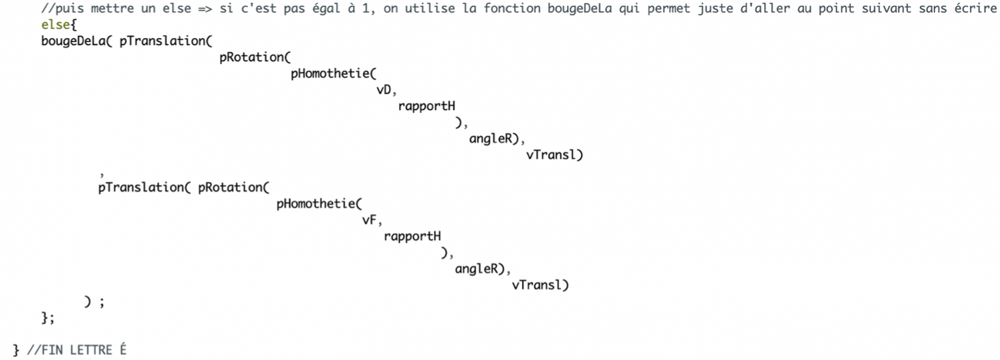 //puis mettre un else => si c'est pas égal à 1, on utilise la fonction bougeDeLa qui permet juste d'aller au point suivant sans écrire
else{
bougeDeLa( pTranslation(
pRotation(
pHomothetie(
vD,
rapportH
),
angleR),
vTransl)
,
pTranslation( pRotation(
pHomothetie(
vF,
rapportH
),
angleR),
vTransl)
) ;
};
} //FIN LETTRE É